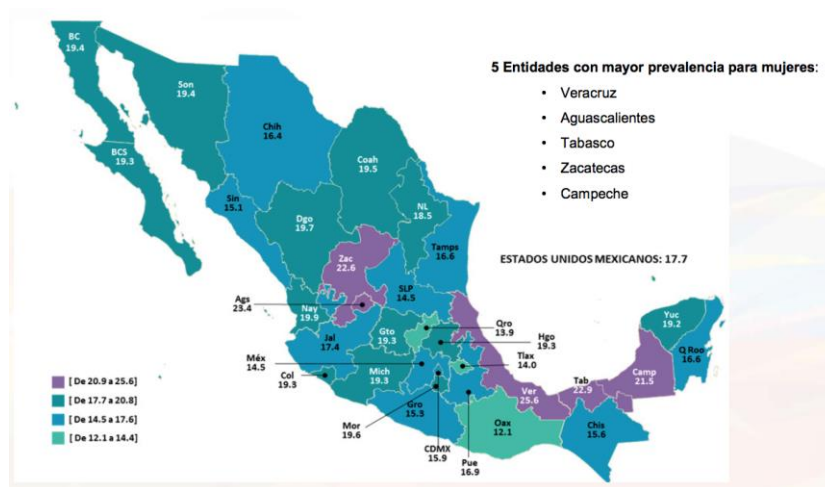 BC
19.4
Son
19.4
BCS
19.3
Chih
16.4
Coah
19.5
Sin
15.1
NL
18.5
Dgo
19.7
Tamps
16.6
Zac
22.6
SLP
14.5
Ags
23.4
Nay
19.9
Jal
17.4
Gto
19.3
Qro
13.9
Hgo
19.3
Tlax
14.0
Méx
14.5
Col
19.3
Mich
19.3
Gro
15.3
Mor
19.6
CDMX
15.9
Pue
16.9
Ver
25.6
Oax
12.1
Tab
22.9
Chis
15.6
Camp
21.5
Yuc
19.2
Q Roo
16.6
5 Entidades con mayor prevalencia para mujeres:
• Veracruz
• Aguascalientes
• Tabasco
• Zacatecas
• Campeche
ESTADOS UNIDOS MEXICANOS: 17.7
[ De 20.9 a 25.6]
[ De 17.7 a 20.8]
[ De 14.5 a 17.6]
[ De 12.1 a 14.4]